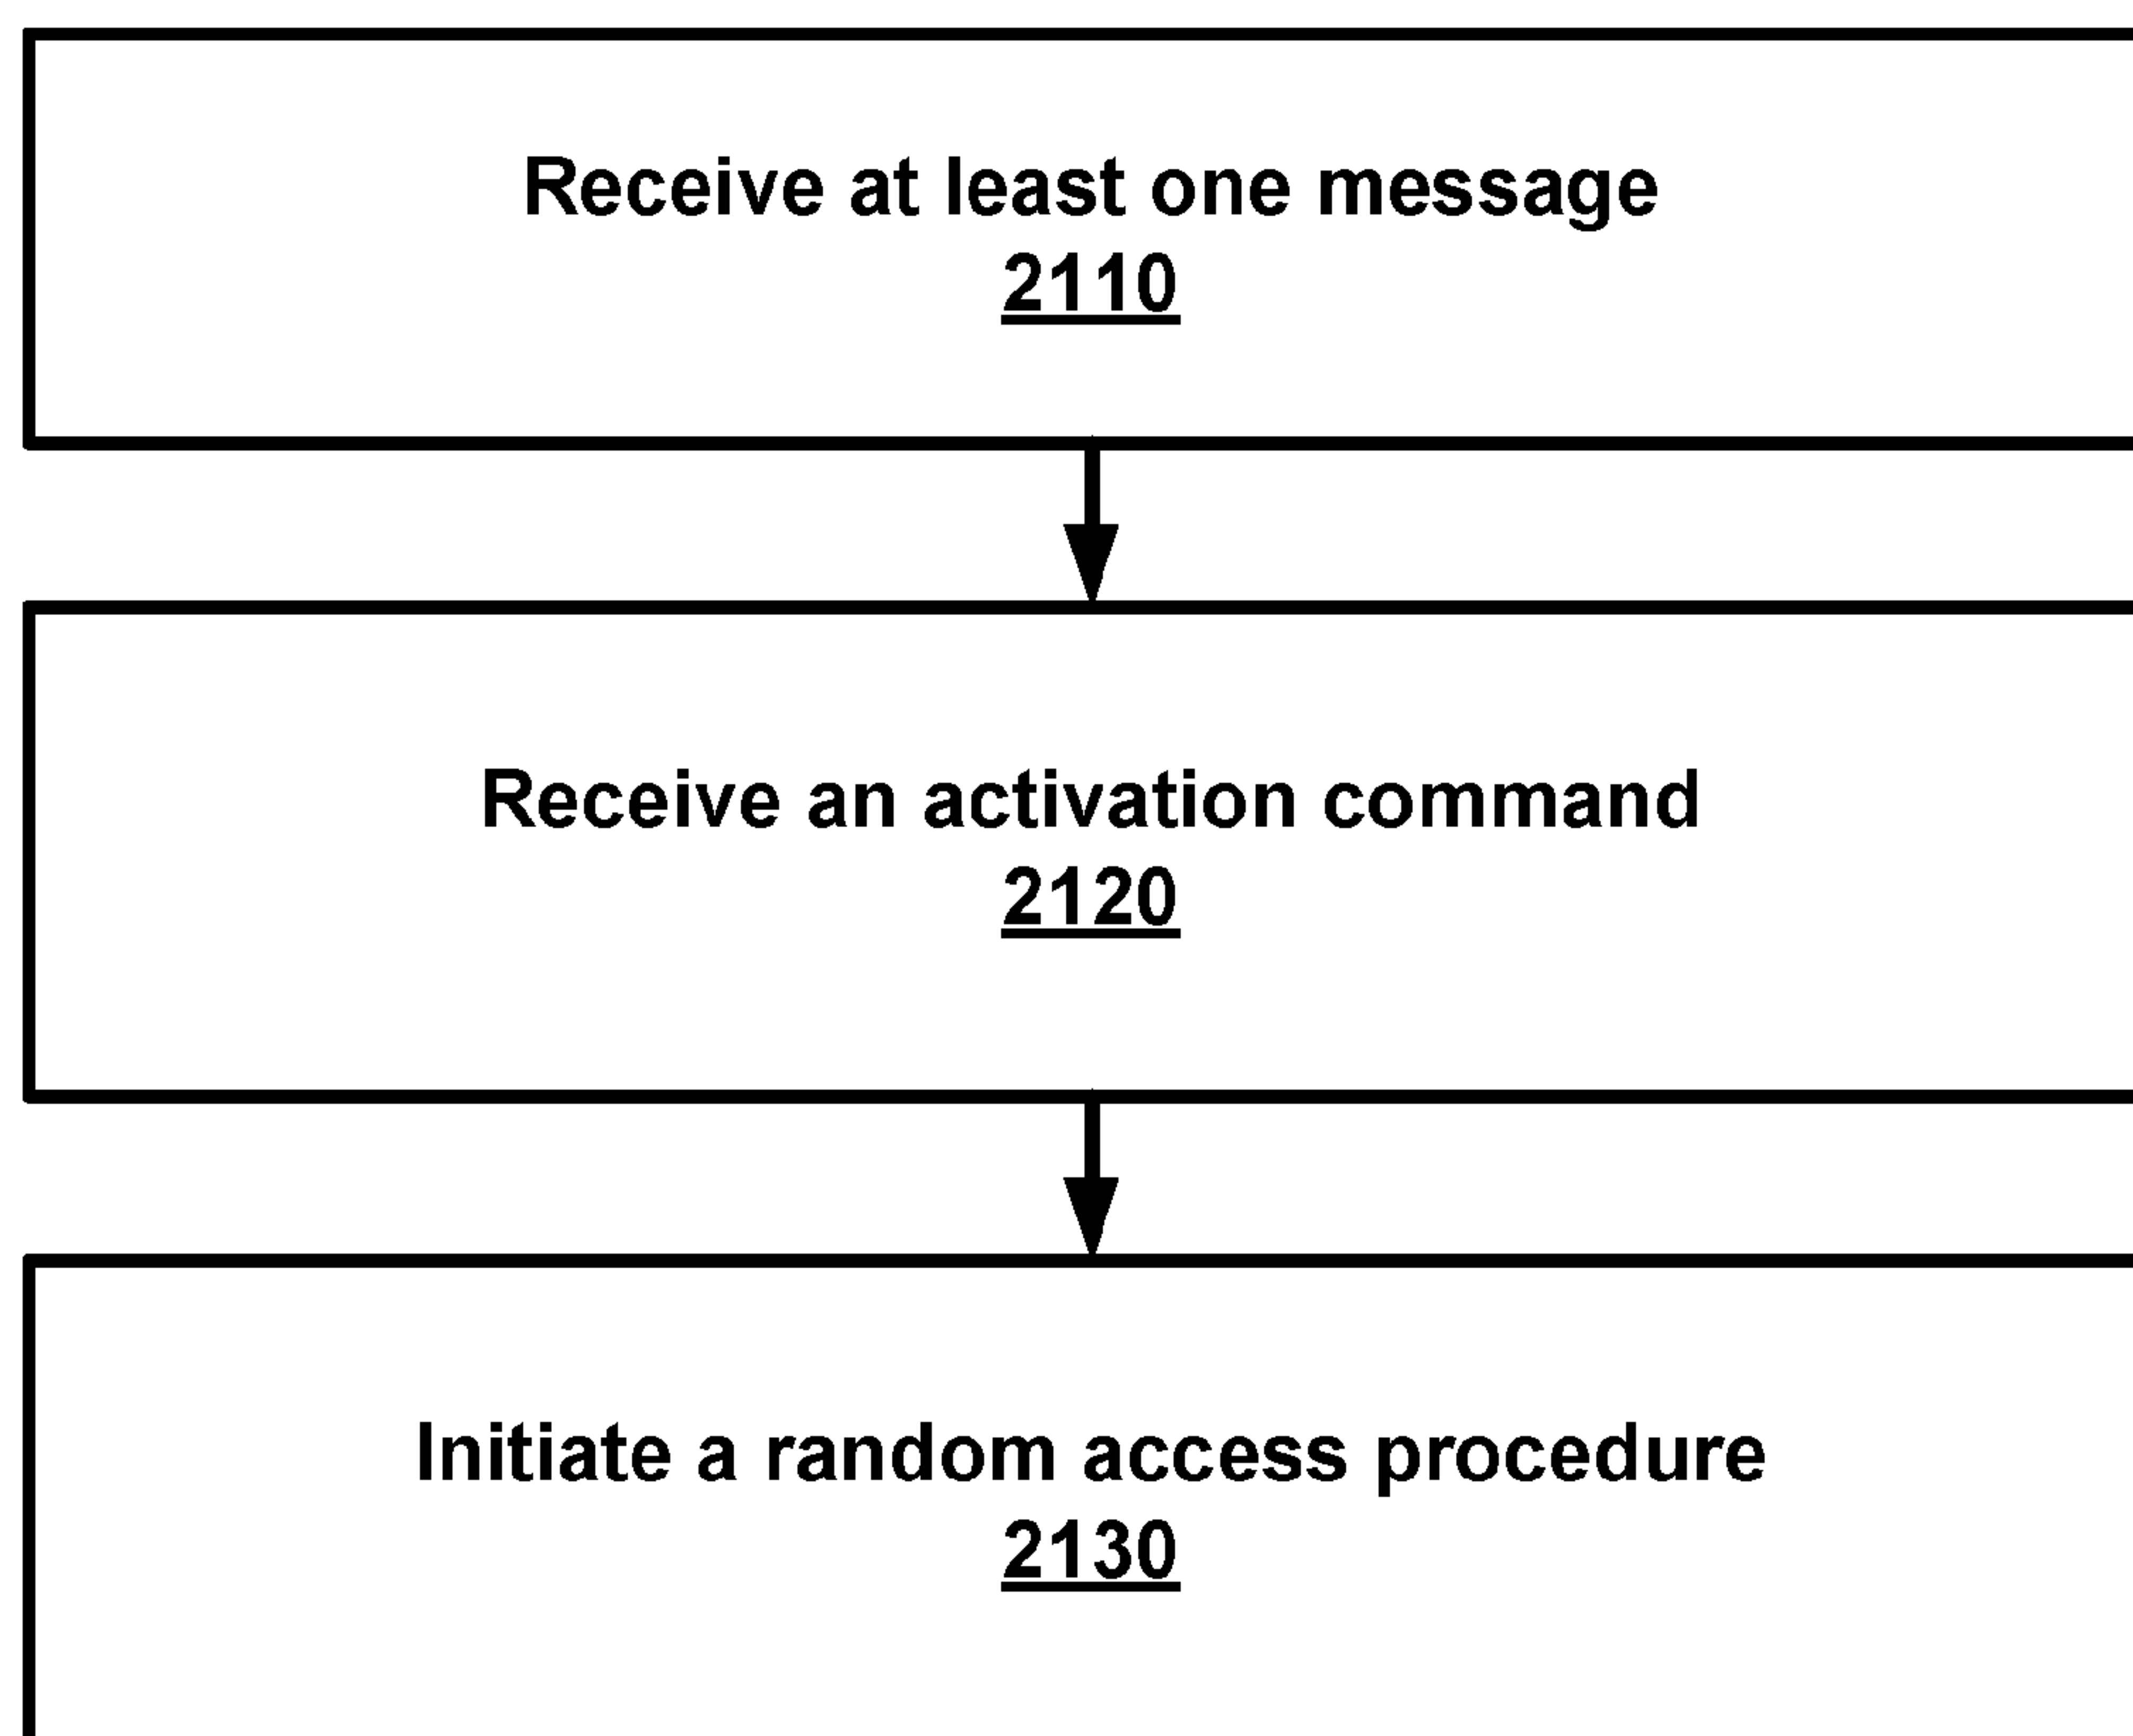 Receive at least one message
2110
Receive an activation command
2120
Initiate a random access procedure
2130